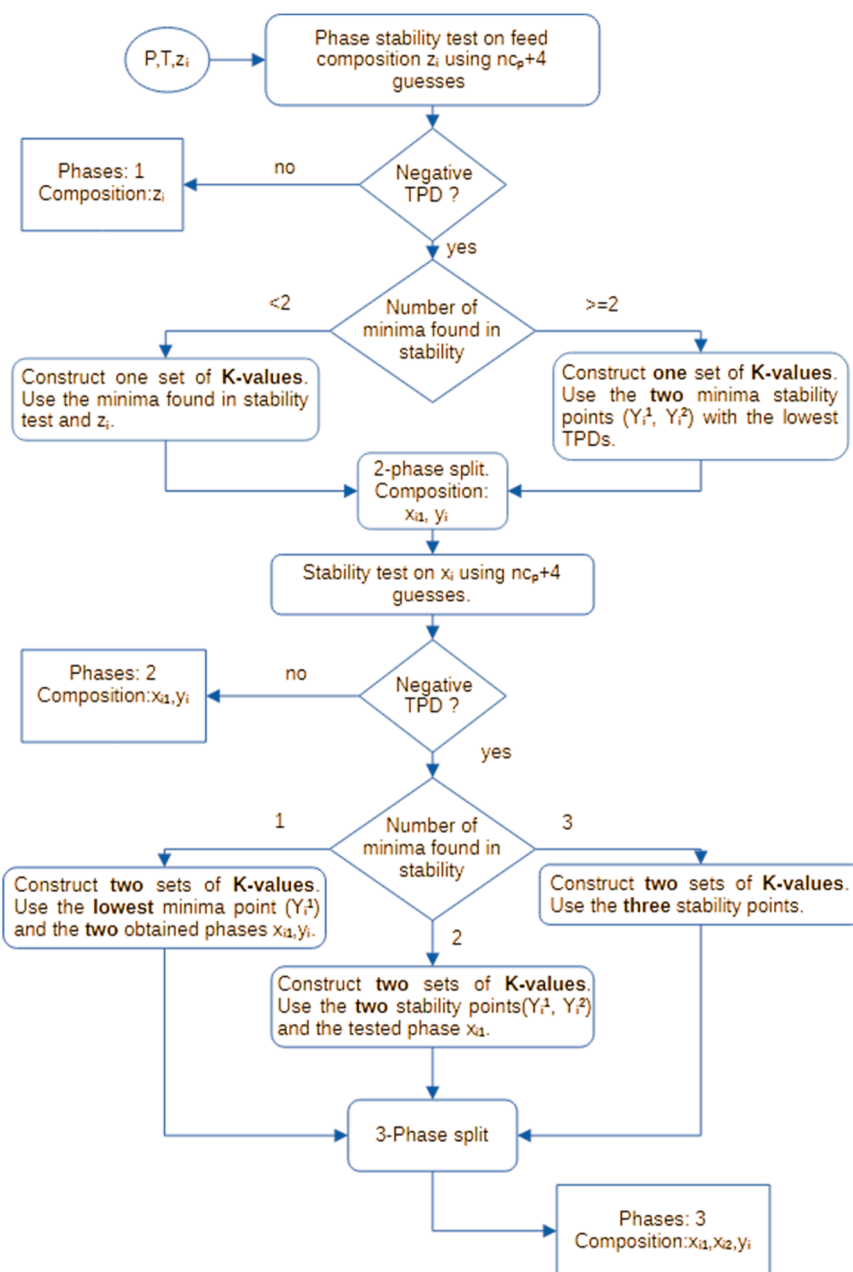 P,T,zᵢ
Phase stability test on feed
composition zᵢ using ncₚ+4
guesses
Phases: 1
Composition:zᵢ
no
Negative
TPD ?
yes
<2
Number of
minima found in
stability
>=2
Construct one set of K-values.
Use the minima found in stability
test and zᵢ.
Construct one set of K-values.
Use the two minima stability
points (Yᵢ¹, Yᵢ²) with the lowest
TPDs.
2-phase split.
Composition:
xᵢ₁, yᵢ
Stability test on xᵢ using ncₚ+4
guesses.
Phases: 2
Composition:xᵢ₁,yᵢ
no
Negative
TPD ?
yes
1
Number of
minima found in
stability
3
Construct two sets of K-values.
Use the lowest minima point (Yᵢ¹)
and the two obtained phases xᵢ₁,yᵢ.
2
Construct two sets of K-values.
Use the three stability points.
Construct two sets of K-values.
Use the two stability points(Yᵢ¹, Yᵢ²)
and the tested phase xᵢ₁.
3-Phase split
Phases: 3
Composition:xᵢ₁,xᵢ₂,yᵢ